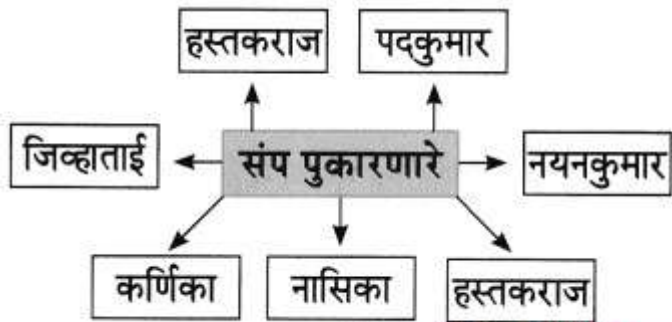 हस्तकराज
पदकुमार
जिव्हाताई
संप पुकारणारे
नयनकुमार
कर्णिका
नासिका
हस्तकराज